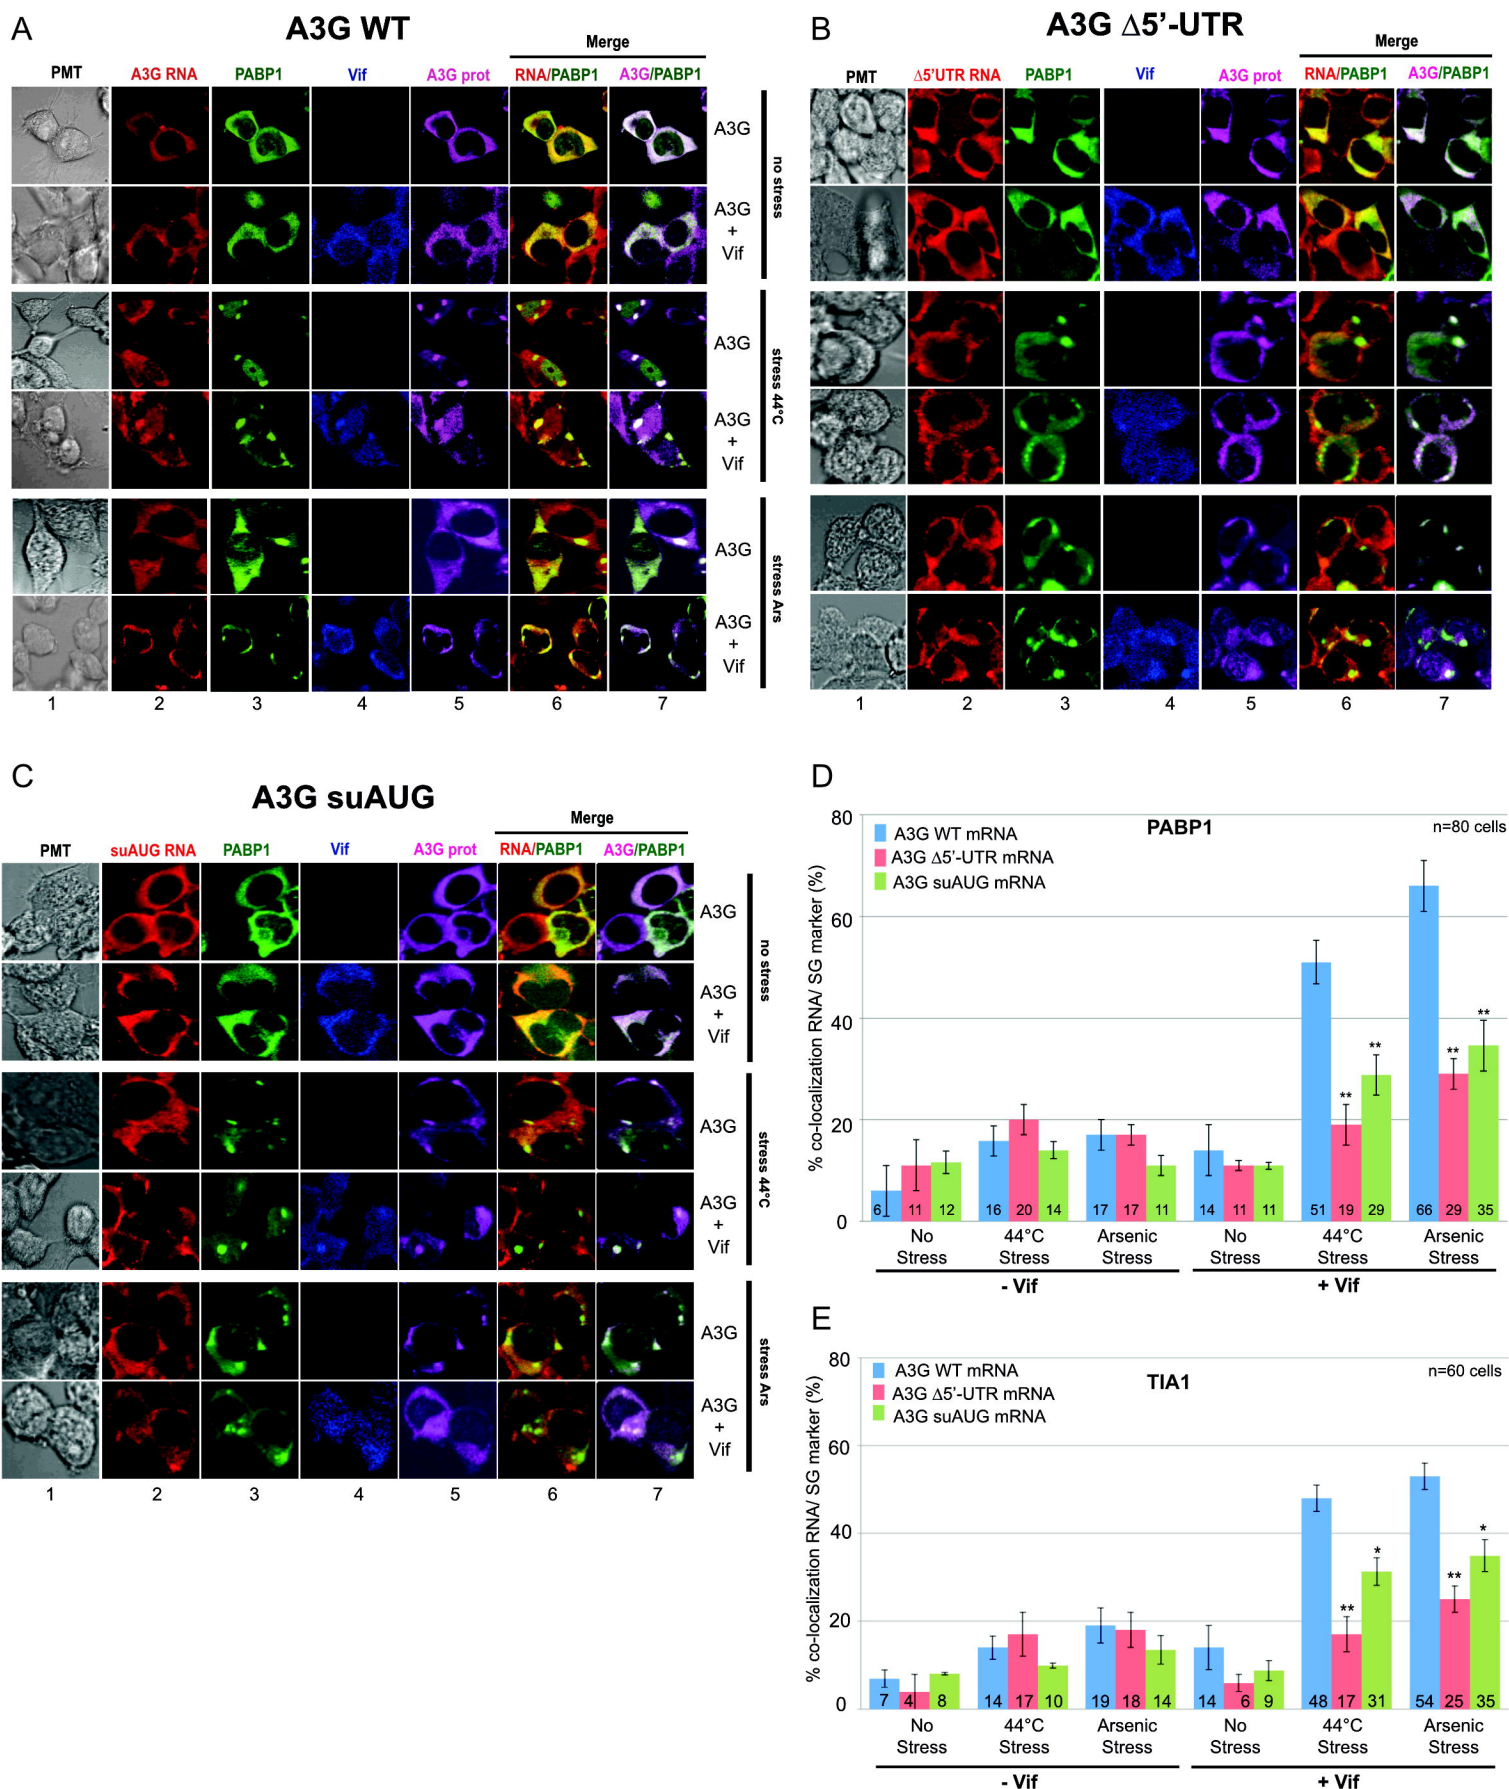 A
A3G WT
Merge
PMT A3G RNA PABP1 Vif A3G prot RNA/PABP1 A3G/PABP1
A3G
A3G
+
Vif
no stress
A3G
A3G
+
Vif
stress 44°C
A3G
A3G
+
Vif
stress Ars
1 2 3 4 5 6 7
B
A3G Δ5’-UTR
Merge
PMT Δ5’UTR RNA PABP1 Vif A3G prot RNA/PABP1 A3G/PABP1
1 2 3 4 5 6 7
C
A3G suAUG
Merge
PMT suAUG RNA PABP1 Vif A3G prot RNA/PABP1 A3G/PABP1
A3G
A3G
+
Vif
no stress
A3G
A3G
+
Vif
stress 44°C
A3G
A3G
+
Vif
stress Ars
1 2 3 4 5 6 7
D
PABP1
n=80 cells
A3G WT mRNA
A3G Δ5’-UTR mRNA
A3G suAUG mRNA
% co-localization RNA/ SG marker (%)
80
60
40
20
0
** ** ** **
6 11 12 16 20 14 17 17 11 14 11 11 51 19 29 66 29 35
No 44°C Arsenic No 44°C Arsenic
Stress Stress Stress Stress Stress Stress
- Vif + Vif
E
TIA1
n=60 cells
A3G WT mRNA
A3G Δ5’-UTR mRNA
A3G suAUG mRNA
% co-localization RNA/ SG marker (%)
80
60
40
20
0
** * ** *
7 4 8 14 17 10 19 18 14 14 6 9 48 17 31 54 25 35
No 44°C Arsenic No 44°C Arsenic
Stress Stress Stress Stress Stress Stress
- Vif + Vif